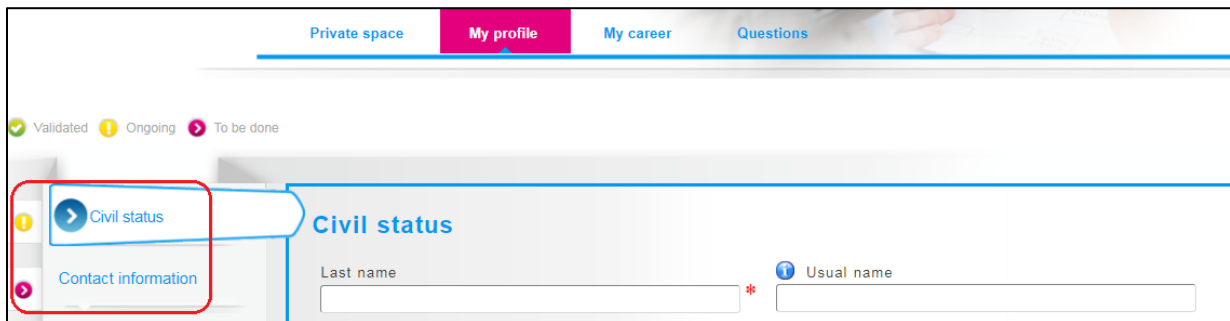 Private space My profile My career Questions
Validated Ongoing To be done
Civil status
Contact information
Civil status
Last name * Usual name